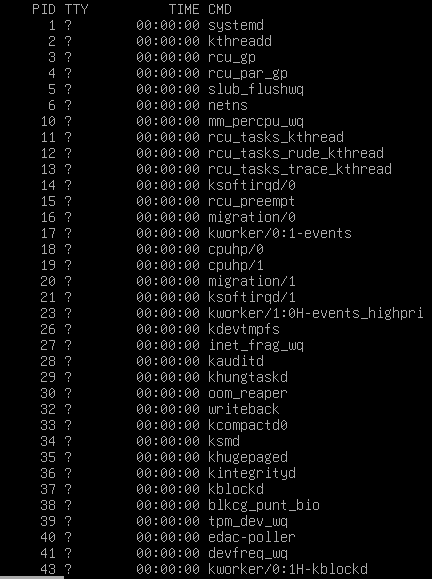 PID TTY          TIME CMD
  1 ?        00:00:00 systemd
  2 ?        00:00:00 kthreadd
  3 ?        00:00:00 rcu_gp
  4 ?        00:00:00 rcu_par_gp
  5 ?        00:00:00 slub_flushwq
  6 ?        00:00:00 netns
 10 ?        00:00:00 mm_percpu_wq
 11 ?        00:00:00 rcu_tasks_kthread
 12 ?        00:00:00 rcu_tasks_rude_kthread
 13 ?        00:00:00 rcu_tasks_trace_kthread
 14 ?        00:00:00 ksoftirqd/0
 15 ?        00:00:00 rcu_preempt
 16 ?        00:00:00 migration/0
 17 ?        00:00:00 kworker/0:1-events
 18 ?        00:00:00 cpuhp/0
 19 ?        00:00:00 cpuhp/1
 20 ?        00:00:00 migration/1
 21 ?        00:00:00 ksoftirqd/1
 23 ?        00:00:00 kworker/1:0H-events_highpri
 26 ?        00:00:00 kdevtmpfs
 27 ?        00:00:00 inet_frag_wq
 28 ?        00:00:00 kauditd
 29 ?        00:00:00 khungtaskd
 30 ?        00:00:00 oom_reaper
 32 ?        00:00:00 writeback
 33 ?        00:00:00 kcompactd0
 34 ?        00:00:00 ksmd
 35 ?        00:00:00 khugepaged
 36 ?        00:00:00 kintegrityd
 37 ?        00:00:00 kblockd
 38 ?        00:00:00 blkcg_punt_bio
 39 ?        00:00:00 tpm_dev_wq
 40 ?        00:00:00 edac-poller
 41 ?        00:00:00 devfreq_wq
 43 ?        00:00:00 kworker/0:1H-kblockd